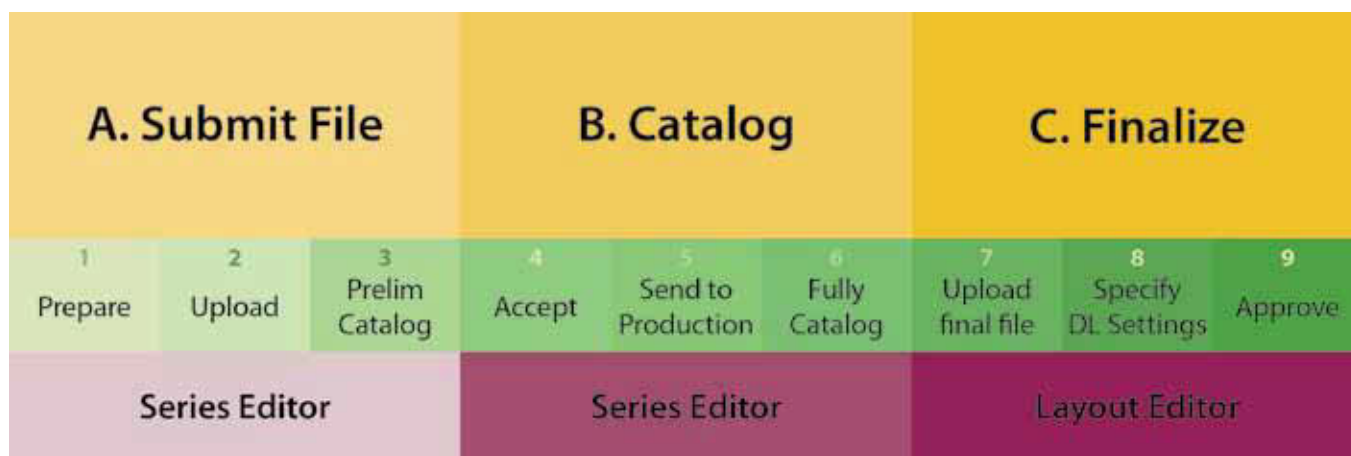 A. Submit File
B. Catalog
C. Finalize
1
Prepare
2
Upload
3
Prelim
Catalog
4
Accept
5
Send to
Production
6
Fully
Catalog
7
Upload
final file
8
Specify
DL Settings
9
Approve
Series Editor
Series Editor
Layout Editor